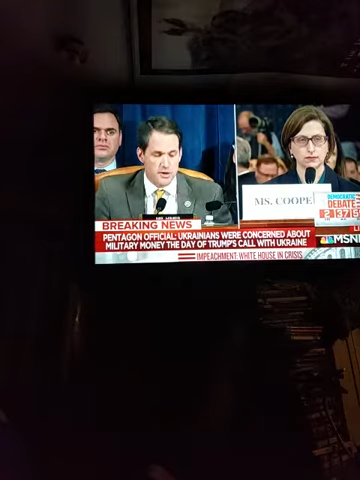 MS. COOPE
DEMOCRATIC
DEBATE
BREAKING NEWS
PENTAGON OFFICIAL: UKRAINIANS WERE CONCERNED ABOUT
MILITARY MONEY THE DAY OF TRUMP'S CALL WITH UKRAINE
MSN
IMPEACHMENT: WHITE HOUSE IN CRISIS